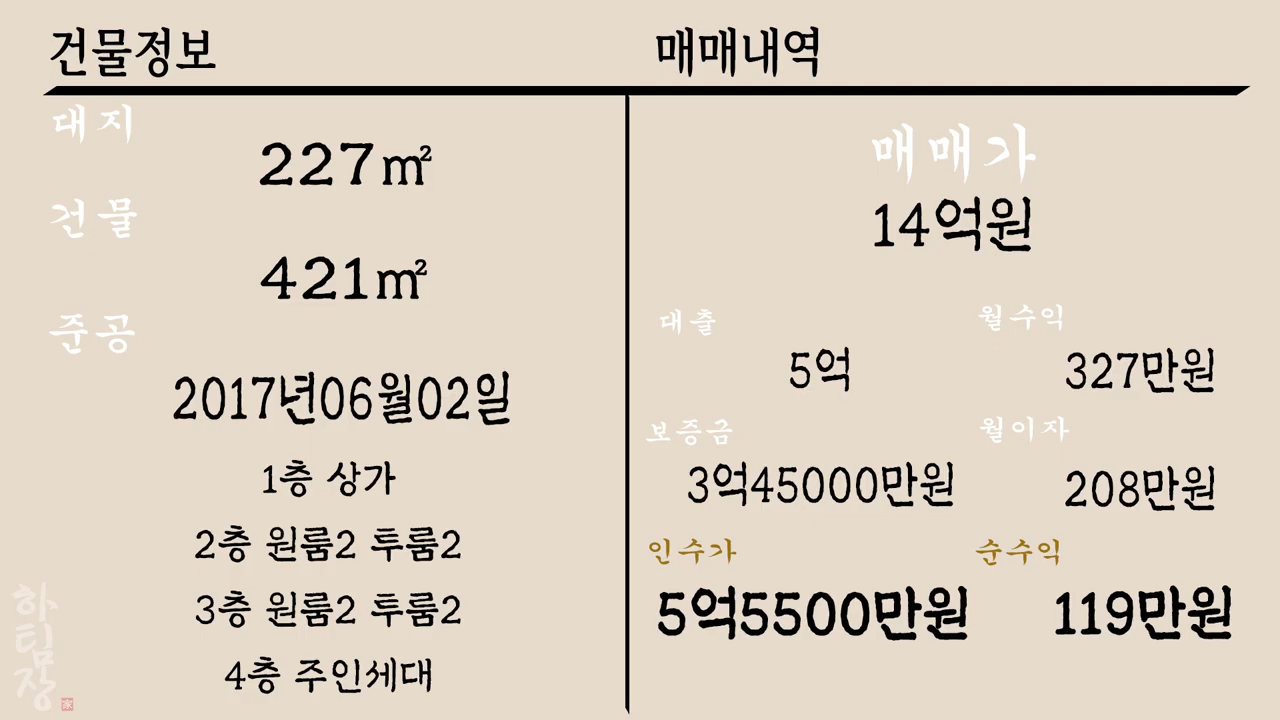 건물정보
대지
227㎡
건물
421㎡
준공
2017년06월02일
1층 상가
2층 원룸2 투룸2
3층 원룸2 투룸2
4층 주인세대
매매내역
매매가
14억원
대출
5억
월수익
327만원
보증금
3억45000만원
월이자
208만원
인수가
5억5500만원
순수익
119만원
하팀장